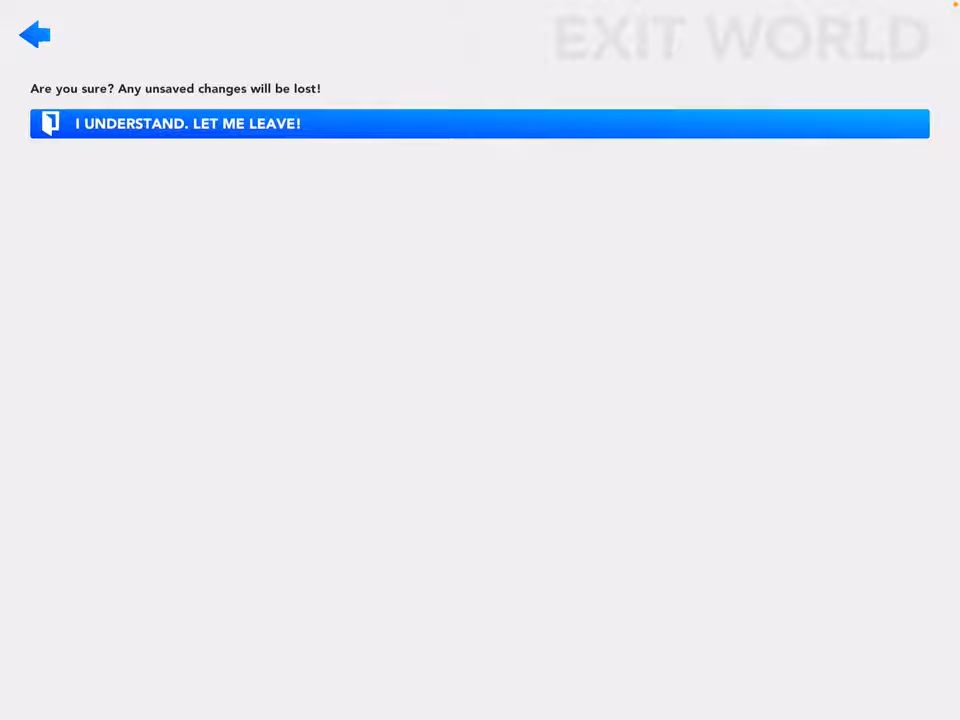 EXIT WORLD
Are you sure? Any unsaved changes will be lost!
I UNDERSTAND. LET ME LEAVE!